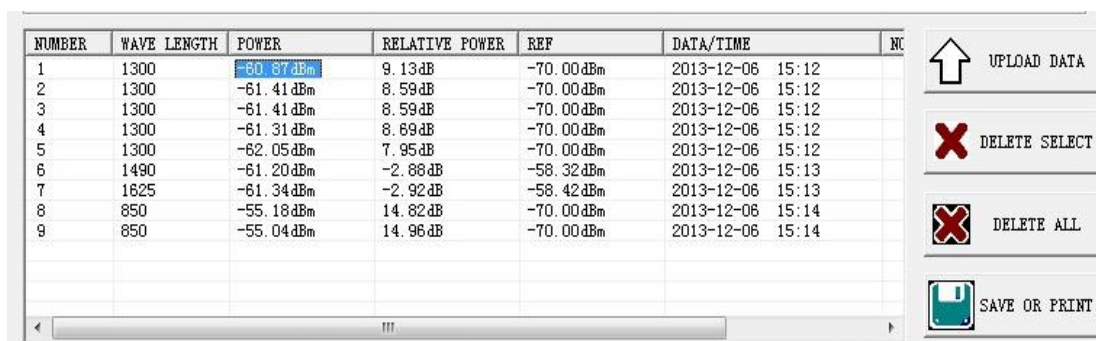 NUMBER WAVE LENGTH POWER RELATIVE POWER REF DATA/TIME NO
1 1300 -60.87dBm 9.13dB -70.00dBm 2013-12-06 15:12
2 1300 -61.41dBm 8.59dB -70.00dBm 2013-12-06 15:12
3 1300 -61.41dBm 8.59dB -70.00dBm 2013-12-06 15:12
4 1300 -61.31dBm 8.69dB -70.00dBm 2013-12-06 15:12
5 1300 -62.05dBm 7.95dB -70.00dBm 2013-12-06 15:12
6 1490 -61.20dBm -2.88dB -58.32dBm 2013-12-06 15:13
7 1625 -61.34dBm -2.92dB -58.42dBm 2013-12-06 15:13
8 850 -55.18dBm 14.82dB -70.00dBm 2013-12-06 15:14
9 850 -55.04dBm 14.96dB -70.00dBm 2013-12-06 15:14
UPLOAD DATA
DELETE SELECT
DELETE ALL
SAVE OR PRINT